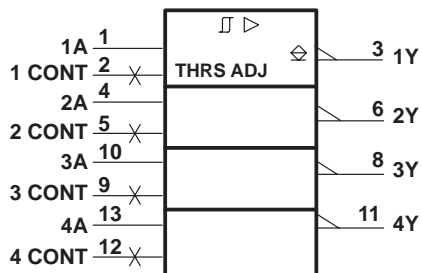 1A 1 3 1Y
1 CONT 2 THRS ADJ
2A 4 6 2Y
2 CONT 5
3A 10 8 3Y
3 CONT 9
4A 13 11 4Y
4 CONT 12